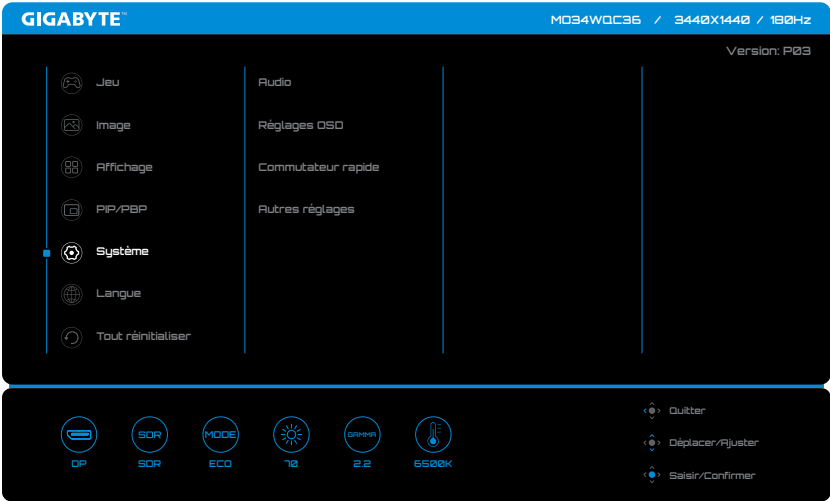 GIGABYTE™ MO34WQC36 / 3440X1440 / 180Hz
Version: P03
Jeu Audio
Image Réglages OSD
Affichage Commutateur rapide
PIP/PBP Autres réglages
Système
Langue
Tout réinitialiser
Quitter
SDR MODE GAMMA
Déplacer/Ajuster
DP SDR ECO 70 2.2 6500K
Saisir/Confirmer